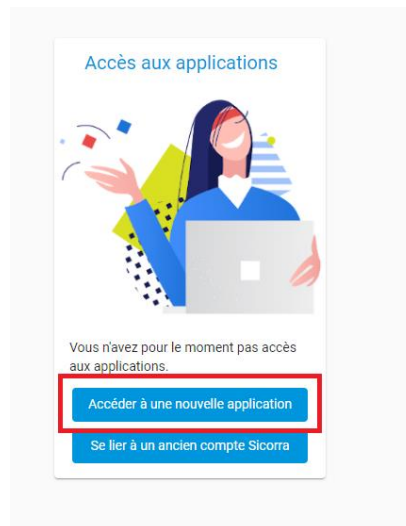 Accès aux applications
Vous n'avez pour le moment pas accès
aux applications.
Accéder à une nouvelle application
Se lier à un ancien compte Sicorra